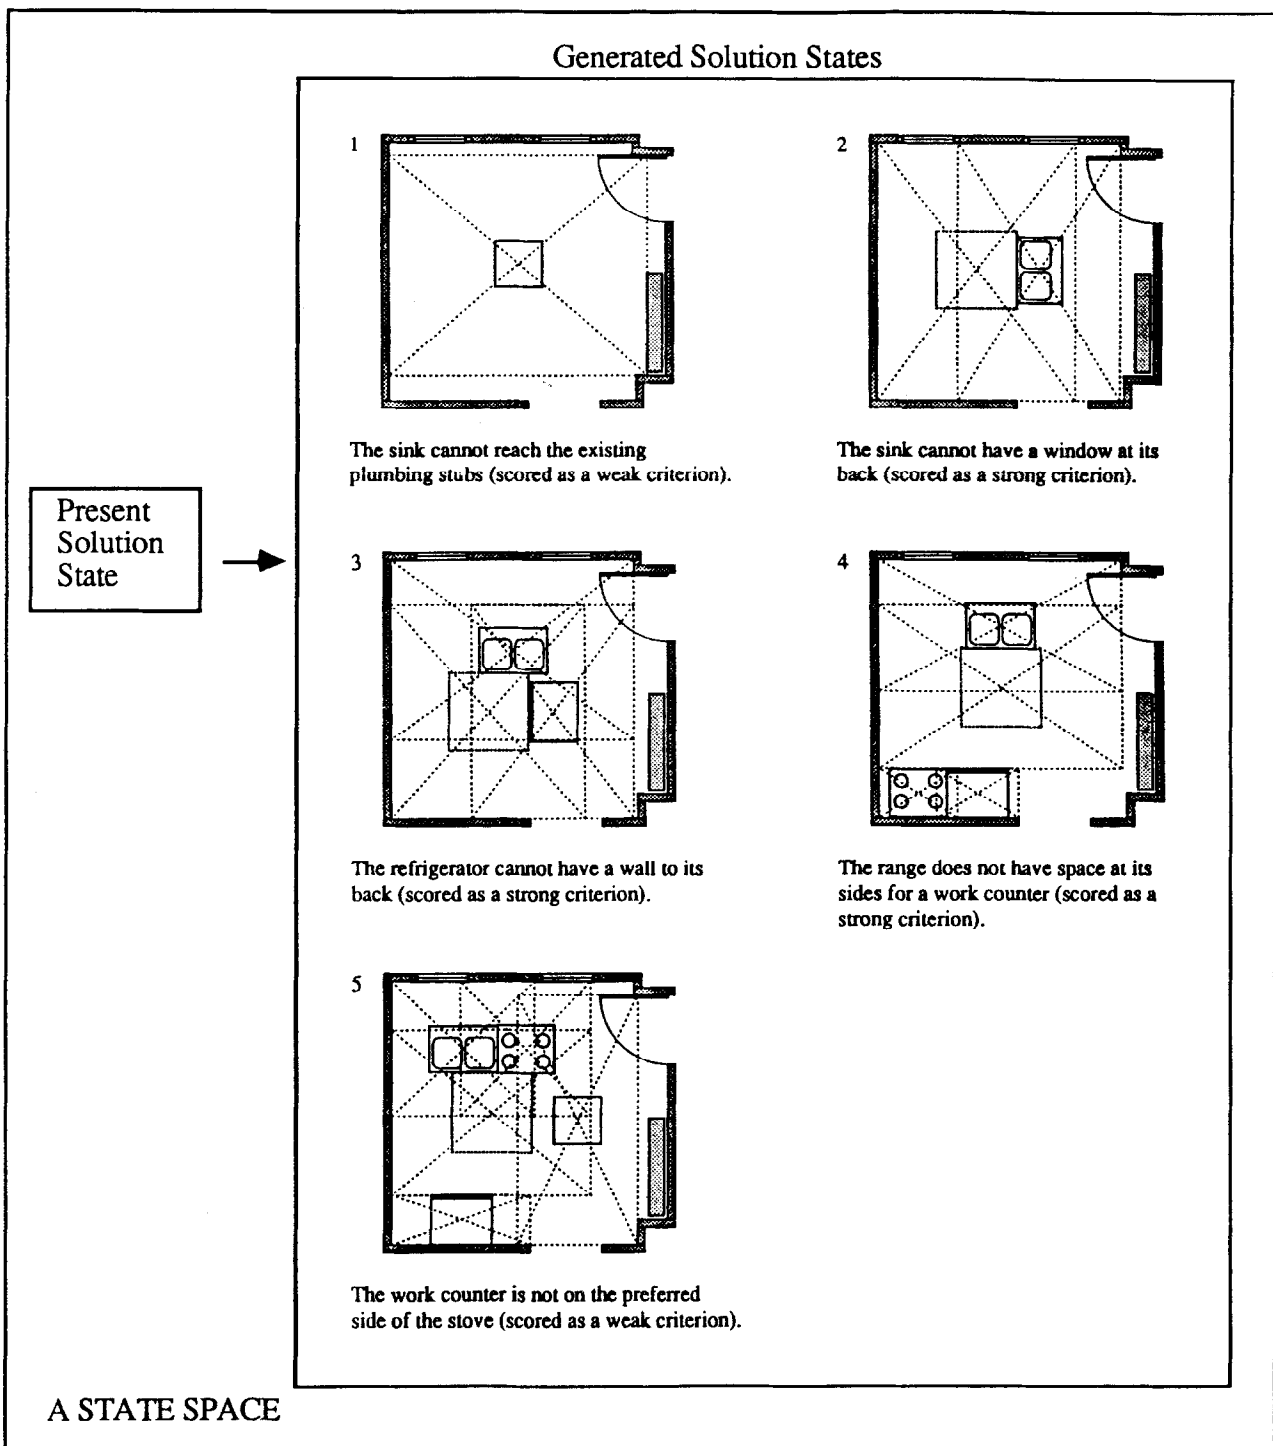 Generated Solution States
1
2
The sink cannot reach the existing
plumbing stubs (scored as a weak criterion).
The sink cannot have a window at its
back (scored as a strong criterion).
Present
Solution
State
3
4
The refrigerator cannot have a wall to its
back (scored as a strong criterion).
The range does not have space at its
sides for a work counter (scored as a
strong criterion).
5
The work counter is not on the preferred
side of the stove (scored as a weak criterion).
A STATE SPACE